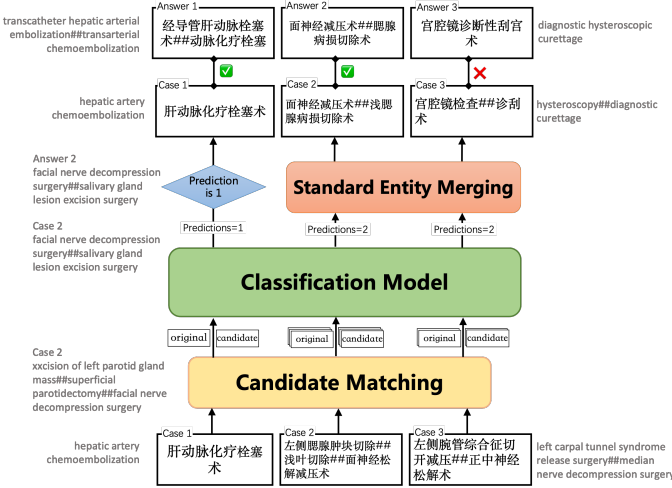 Answer 1
Answer 2
Answer 3
transcatheter hepatic arterial
embolization##transarterial
chemoembolization
经导管肝动脉栓塞
术##动脉化疗栓塞
面神经减压术##腮腺
病损切除术
宫腔镜诊断性刮宫
术
diagnostic hysteroscopic
curettage
Case 1
Case 2
Case 3
hepatic artery
chemoembolization
肝动脉化疗栓塞术
面神经减压术##浅腮
腺病损切除术
宫腔镜检查##诊刮
术
hysteroscopy##diagnostic
curettage
Answer 2
facial nerve decompression
surgery##salivary gland
lesion excision surgery
Prediction
is 1
Standard Entity Merging
Case 2
facial nerve decompression
surgery##salivary gland
lesion excision surgery
Predictions=1
Predictions=2
Predictions=2
Classification Model
original
candidate
original
candidate
original
candidate
Case 2
xxcision of left parotid gland
mass##superficial
parotidectomy##facial nerve
decompression surgery
Candidate Matching
Case 1
Case 2
Case 3
hepatic artery
chemoembolization
肝动脉化疗栓塞
术
左侧腮腺肿块切除##
浅叶切除##面神经松
解减压术
左侧腕管综合征切
开减压##正中神经
松解术
left carpal tunnel syndrome
release surgery##median
nerve decompression surgery